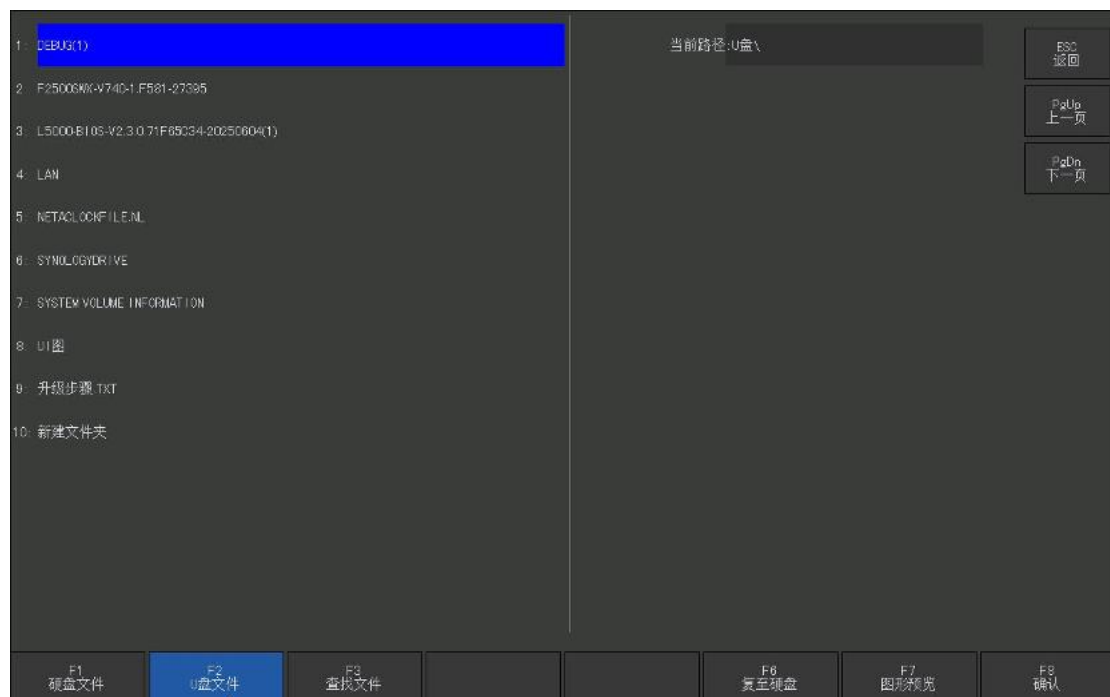 1: DEBUG(1)
2: F2500SMX-V740-1.F581-27395
3: L5000-BIOS-V2.3.0.71F65034-20250604(1)
4: LAN
5: NETACLOCKFILE.NL
6: SYNOLOGYDRIVE
7: SYSTEM VOLUME INFORMATION
8: UI图
9: 升级步骤.TXT
10: 新建文件夹
当前路径:U盘\
ESC
返回
PgUp
上一页
PgDn
下一页
F1
硬盘文件
F2
U盘文件
F3
查找文件
F6
复至硬盘
F7
图形预览
F8
确认